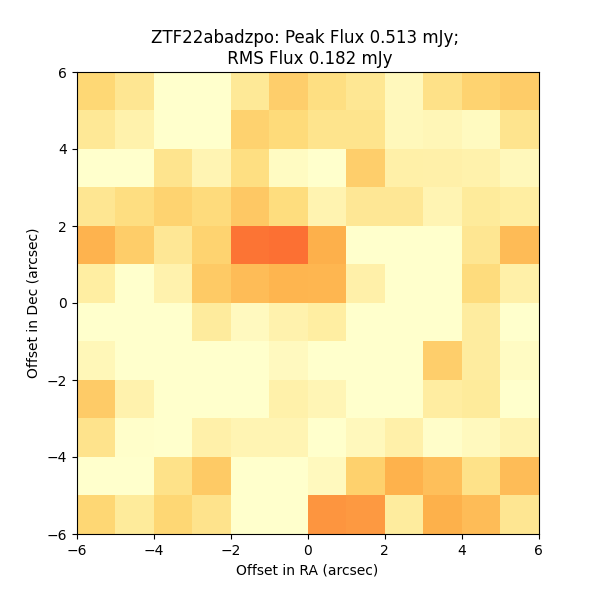 ZTF22abadzpo: Peak Flux 0.513 mJy;
RMS Flux 0.182 mJy
6
4
2
0
−2
−4
−6
Offset in Dec (arcsec)
−6 −4 −2 0 2 4 6
Offset in RA (arcsec)